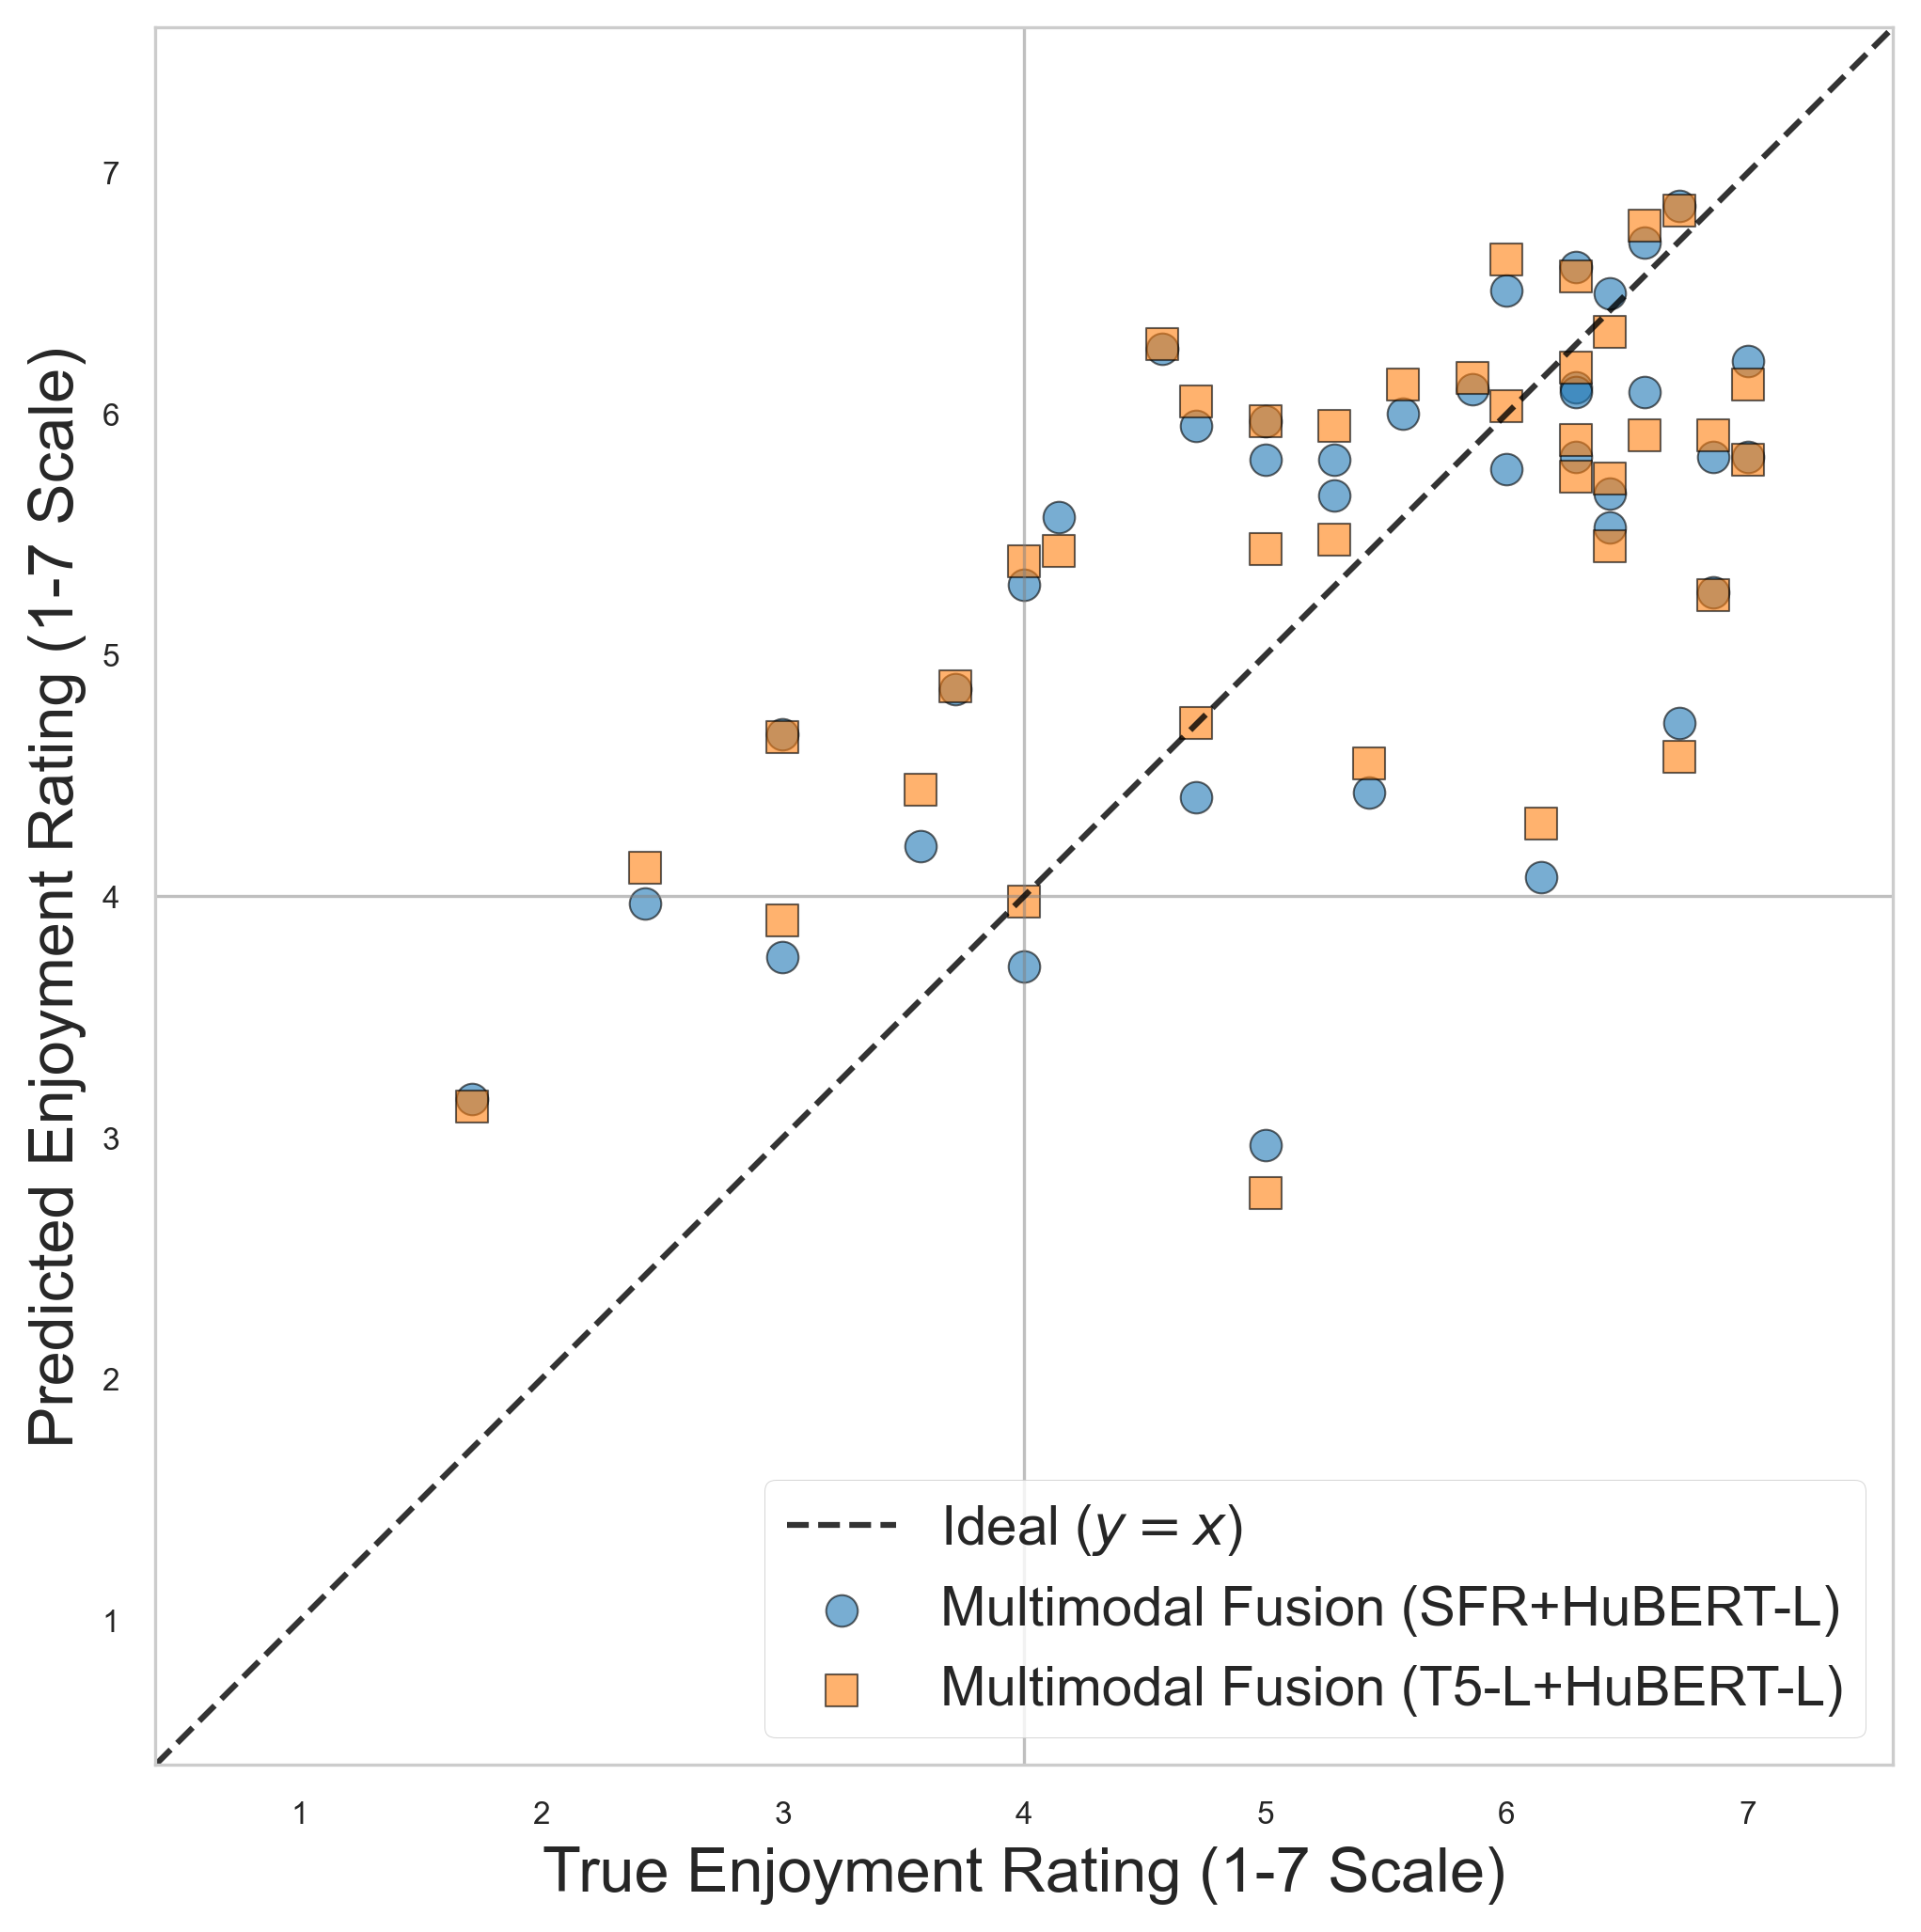 Predicted Enjoyment Rating (1-7 Scale)
7
6
5
4
3
2
1
Ideal (y = x)
Multimodal Fusion (SFR+HuBERT-L)
Multimodal Fusion (T5-L+HuBERT-L)
1 2 3 4 5 6 7
True Enjoyment Rating (1-7 Scale)